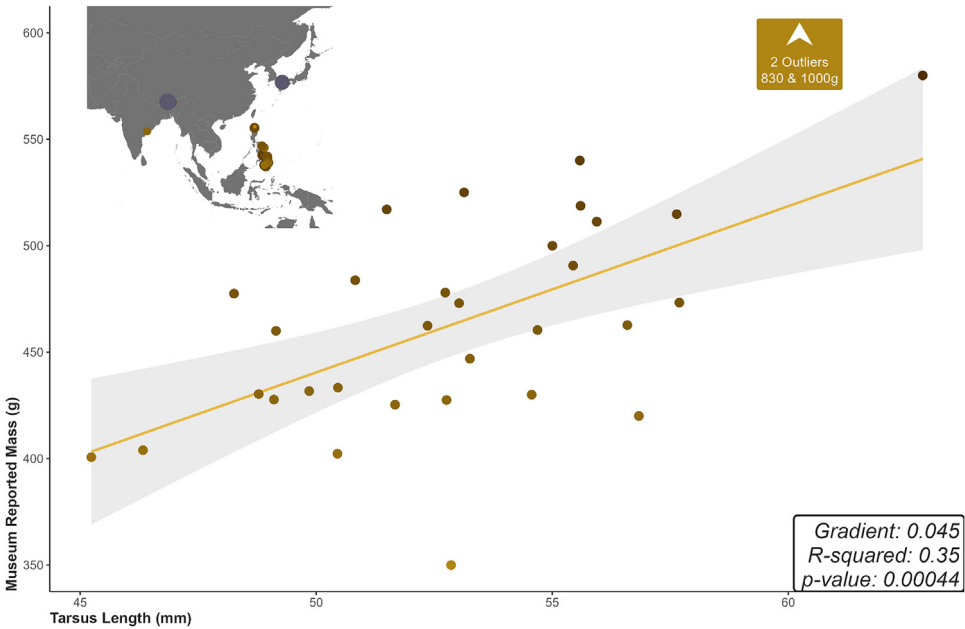 600
550
500
450
400
350
Museum Reported Mass (g)
2 Outliers
830 & 1000g
Gradient: 0.045
R-squared: 0.35
p-value: 0.00044
45
50
55
60
Tarsus Length (mm)